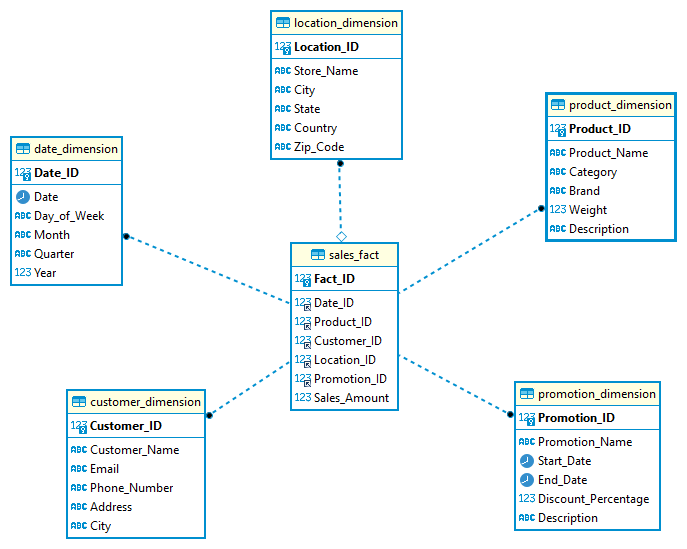 location_dimension
123 Location_ID
ABC Store_Name
ABC City
ABC State
ABC Country
ABC Zip_Code
product_dimension
123 Product_ID
ABC Product_Name
ABC Category
ABC Brand
123 Weight
ABC Description
date_dimension
123 Date_ID
Date
ABC Day_of_Week
ABC Month
ABC Quarter
123 Year
sales_fact
123 Fact_ID
123 Date_ID
123 Product_ID
123 Customer_ID
123 Location_ID
123 Promotion_ID
123 Sales_Amount
customer_dimension
123 Customer_ID
ABC Customer_Name
ABC Email
ABC Phone_Number
ABC Address
ABC City
promotion_dimension
123 Promotion_ID
ABC Promotion_Name
Start_Date
End_Date
123 Discount_Percentage
ABC Description